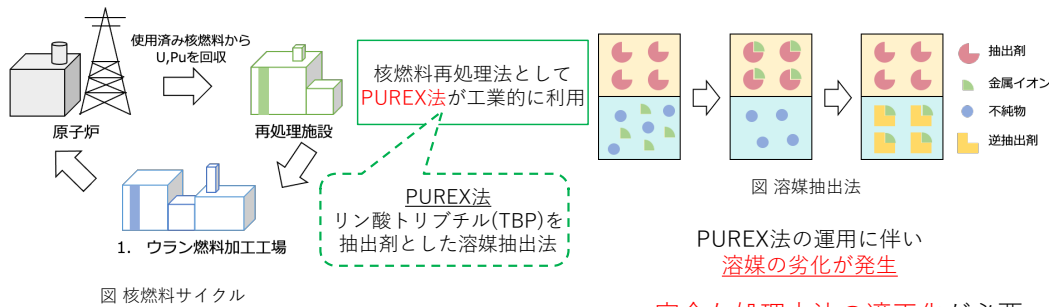 使用済み核燃料から
U,Puを回収
原子炉
再処理施設
1. ウラン燃料加工工場
図 核燃料サイクル
核燃料再処理法として
PUREX法が工業的に利用
PUREX法
リン酸トリブチル(TBP)を
抽出剤とした溶媒抽出法
抽出剤
金属イオン
不純物
逆抽出剤
図 溶媒抽出法
PUREX法の運用に伴い
溶媒の劣化が発生